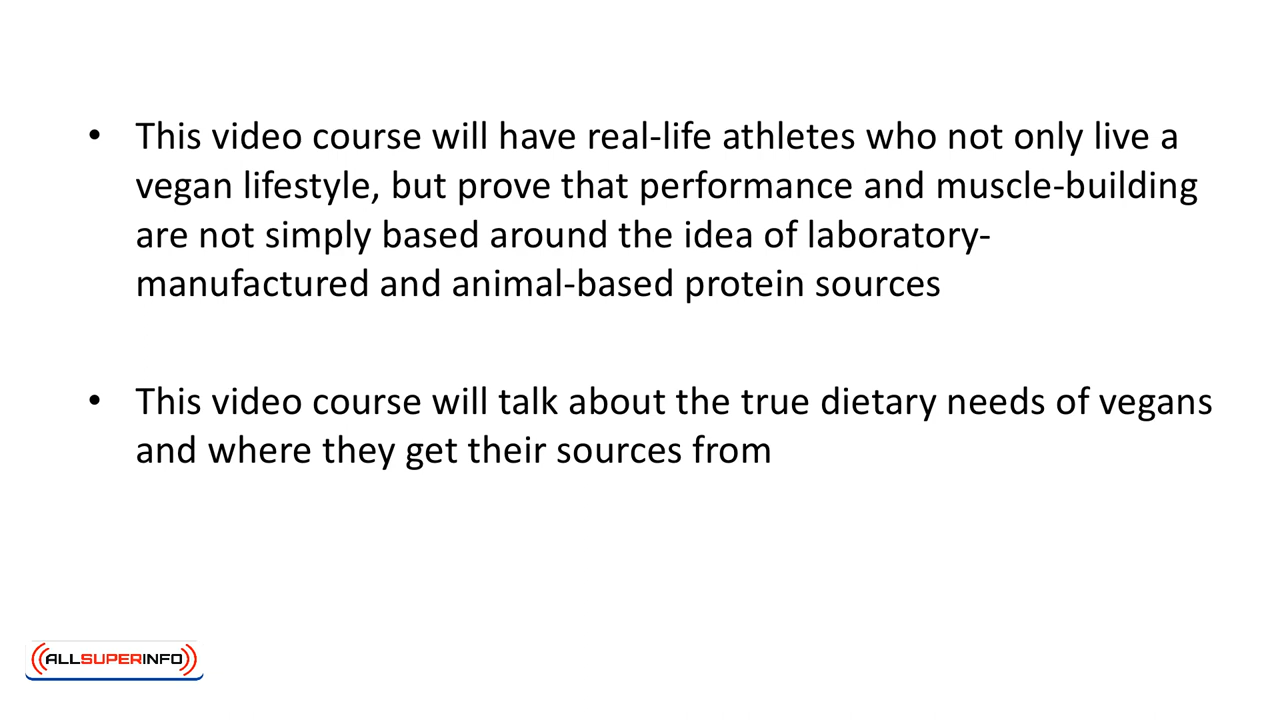 • This video course will have real-life athletes who not only live a
vegan lifestyle, but prove that performance and muscle-building
are not simply based around the idea of laboratory-
manufactured and animal-based protein sources
• This video course will talk about the true dietary needs of vegans
and where they get their sources from
ALLSUPERINFO